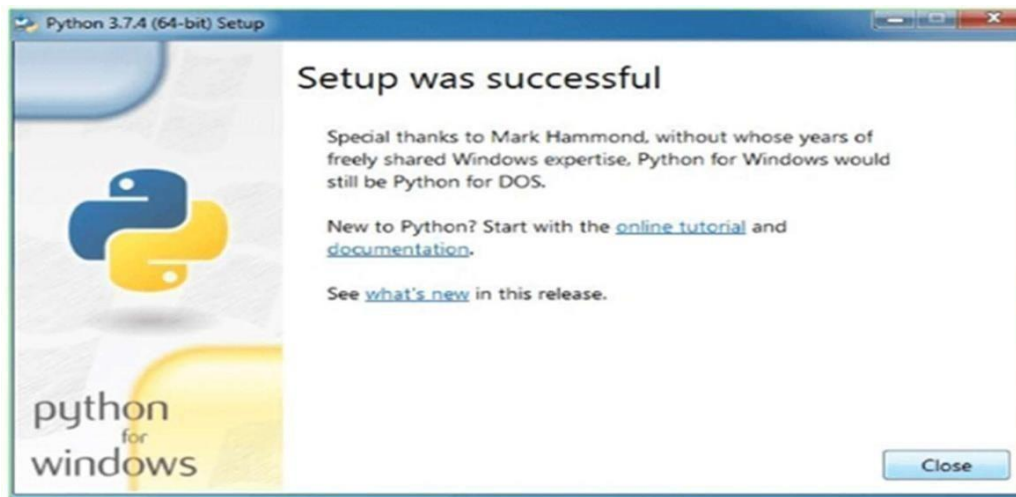 Python 3.7.4 (64-bit) Setup
Setup was successful
Special thanks to Mark Hammond, without whose years of
freely shared Windows expertise, Python for Windows would
still be Python for DOS.
New to Python? Start with the online tutorial and
documentation.
See what's new in this release.
python
for
windows
Close